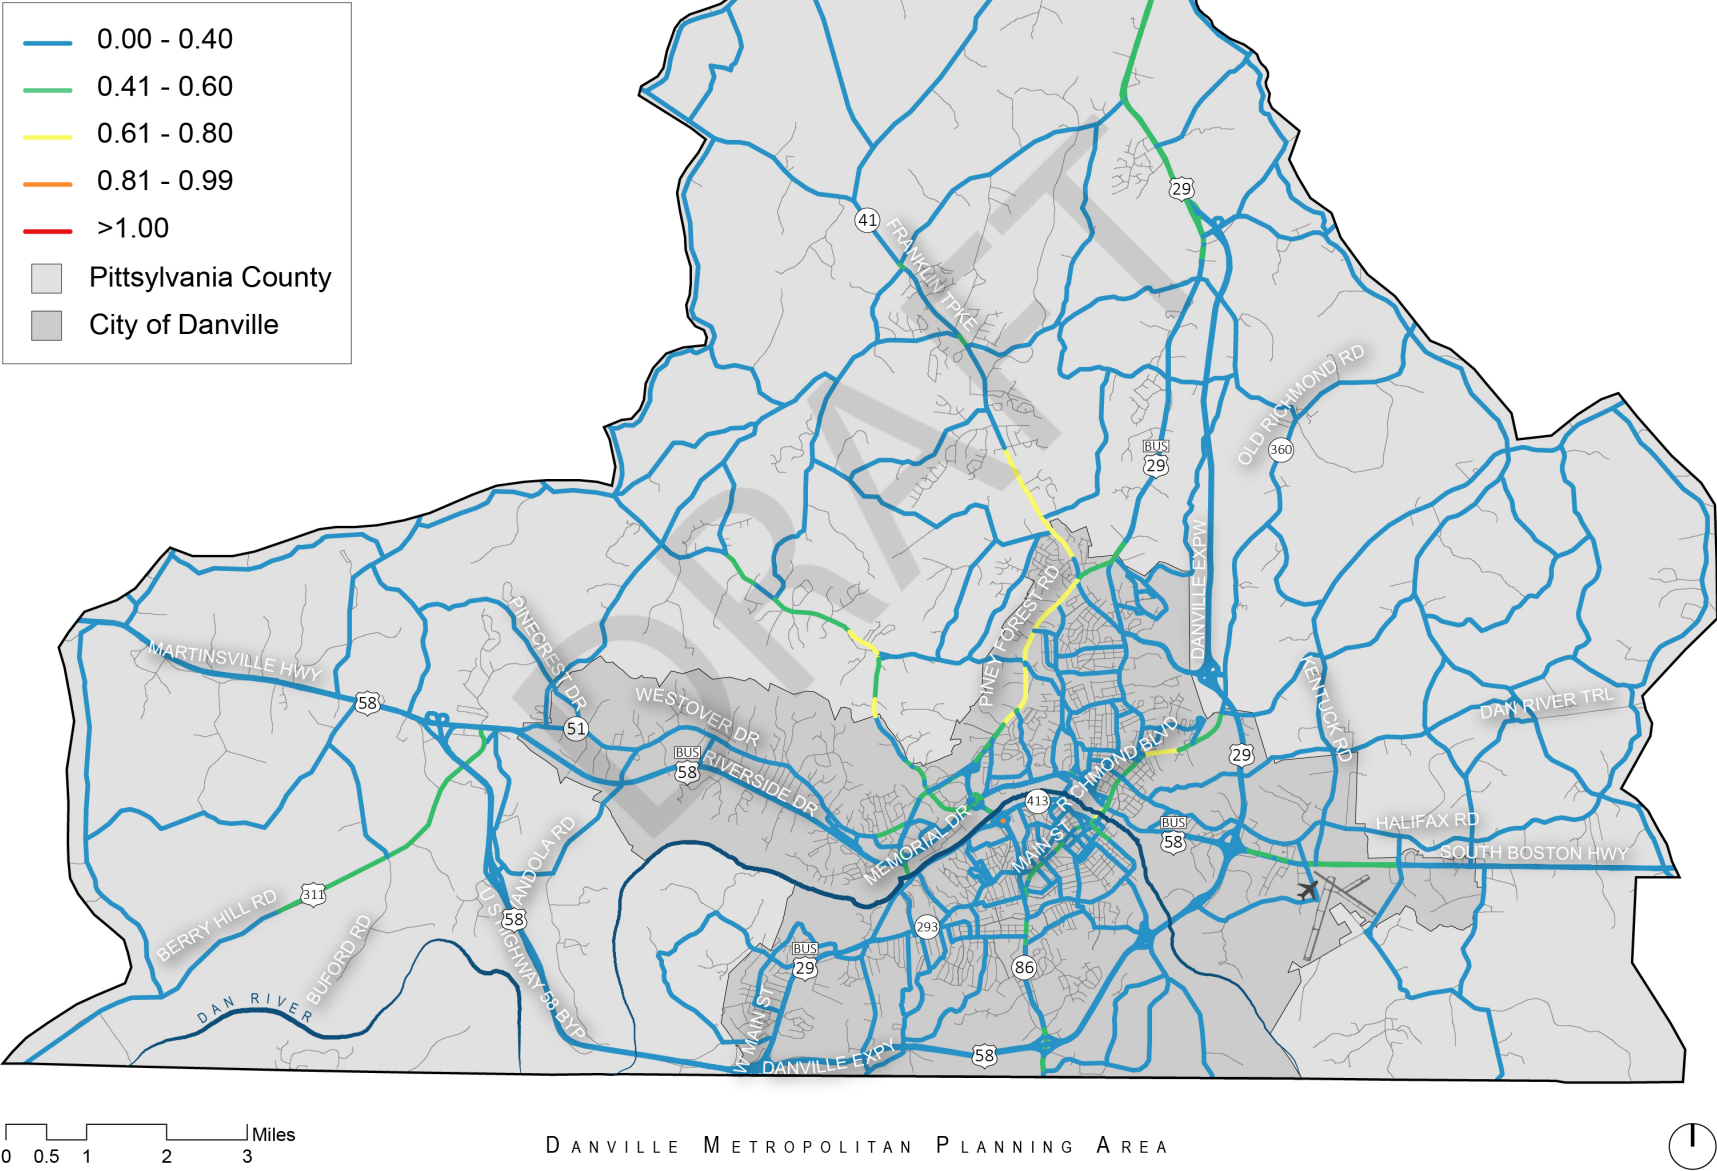 0.00 - 0.40
0.41 - 0.60
0.61 - 0.80
0.81 - 0.99
>1.00
Pittsylvania County
City of Danville
DRAFT
29
41
FRANKLIN TPKE
OLD RICHMOND RD
360
BUS
29
DANVILLE EXPW
PINEY FOREST RD
PINECREST DR
MARTINSVILLE HWY
58
WESTOVER DR
51
BUS
58
RIVERSIDE DR
KENTUCK RD
DAN RIVER TRL
29
RICHMOND BLVD
413
MEMORIAL DR
MAIN ST
BUS
58
HALIFAX RD
SOUTH BOSTON HWY
311
BERRY HILL RD
BUFORD RD
58
U S HIGHWAY 58 BYP
DAN RIVER
293
BUS
29
86
W MAIN ST
DANVILLE EXPY
58
0 0.5 1 2 3 Miles
DANVILLE METROPOLITAN PLANNING AREA